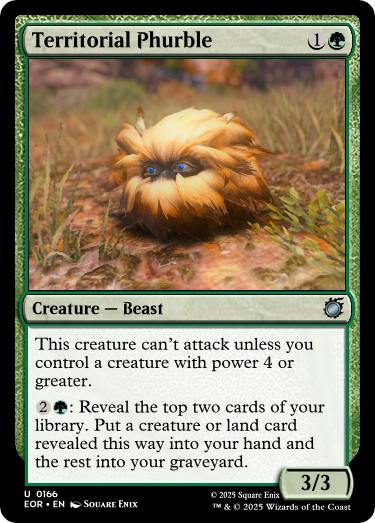 Territorial Phurble 1
Creature — Beast
This creature can't attack unless you
control a creature with power 4 or
greater.
2 : Reveal the top two cards of your
library. Put a creature or land card
revealed this way into your hand and
the rest into your graveyard.
3/3
U 0166
EOR • EN Square Enix
© 2025 Square Enix
™ & © 2025 Wizards of the Coast